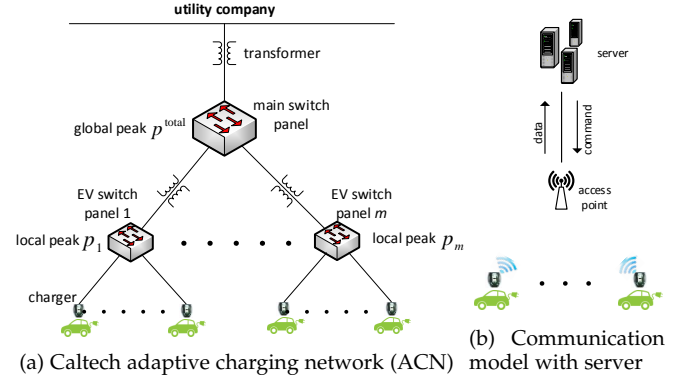 utility company
transformer
main switch
panel
global peak p^total
EV switch
panel 1
EV switch
panel m
local peak p_1
local peak p_m
charger
(a) Caltech adaptive charging network (ACN)
server
data
command
access
point
(b) Communication
model with server